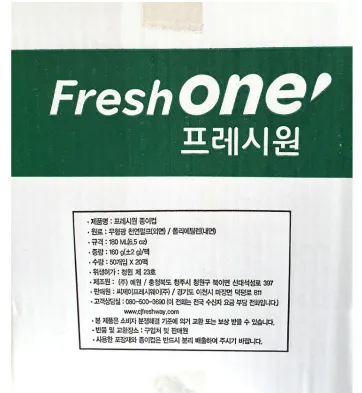 Fresh one
프레시원
· 제품명 : 프레시원 종이컵
· 원료 : 무형광 천연펄프(외면) / 폴리에틸렌(내면)
· 규격 : 180 ML(6.5 oz)
· 중량 : 160 g(±2 g)/팩
· 수량 : 50개입 X 20팩
· 위생허가 : 청원 제 23호
· 제조원 : (주) 예원 / 충청북도 청주시 청원구 북이면 신대석성로 397
· 판매원 : 씨제이프레시웨이(주) / 경기도 이천시 마장면 덕평로 811
· 고객상담실 : 080-500-0690 (이 전화는 전국 수신자 요금 부담 전화입니다.)
www.cjfreshway.com
· 본 제품은 소비자 분쟁해결 기준에 의거 교환 또는 보상 받을 수 있습니다.
· 반품 및 교환장소 : 구입처 및 판매원
· 사용한 포장재와 종이컵은 반드시 분리 배출하여 주시기 바랍니다.